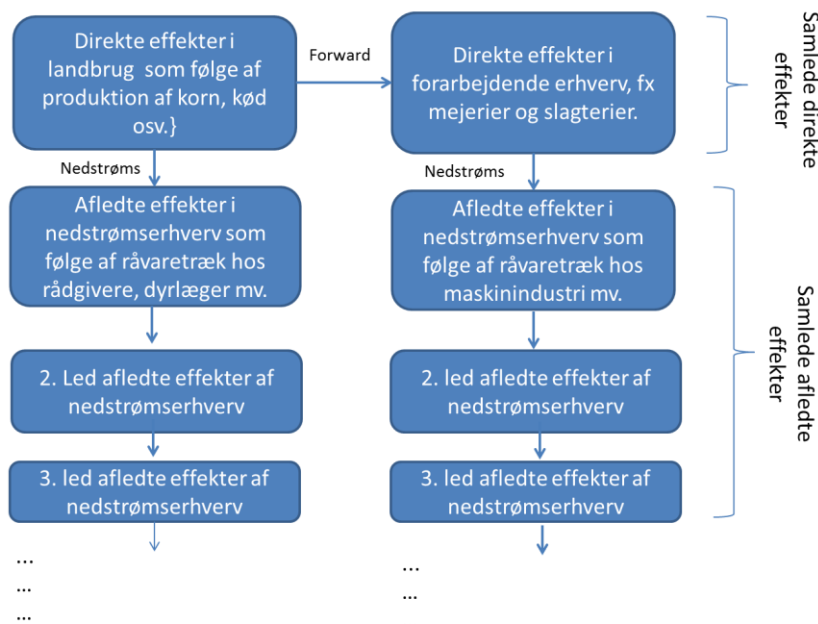 Direkte effekter i
landbrug som følge af
produktion af korn, kød
osv.}
Forward
Direkte effekter i
forarbejdende erhverv, fx
mejerier og slagterier.
Samlede direkte
effekter
Nedstrøms
Nedstrøms
Afledte effekter i
nedstrømserhverv som
følge af råvaretræk hos
rådgivere, dyrlæger mv.
Afledte effekter i
nedstrømserhverv som
følge af råvaretræk hos
maskinindustri mv.
Samlede afledte
effekter
2. Led afledte effekter af
nedstrømserhverv
2. led afledte effekter af
nedstrømserhverv
3. led afledte effekter af
nedstrømserhverv
3. led afledte effekter af
nedstrømserhverv
...
...
...
...
...